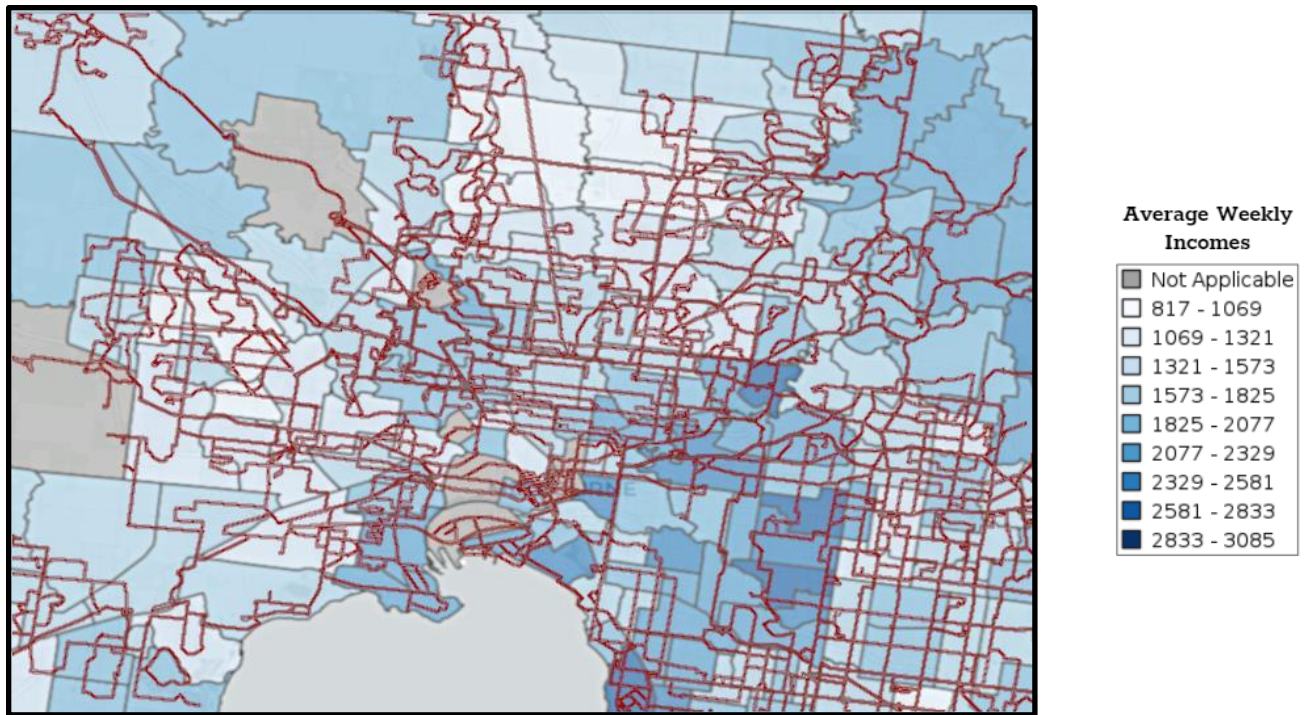 Average Weekly
Incomes
Not Applicable
817 - 1069
1069 - 1321
1321 - 1573
1573 - 1825
1825 - 2077
2077 - 2329
2329 - 2581
2581 - 2833
2833 - 3085